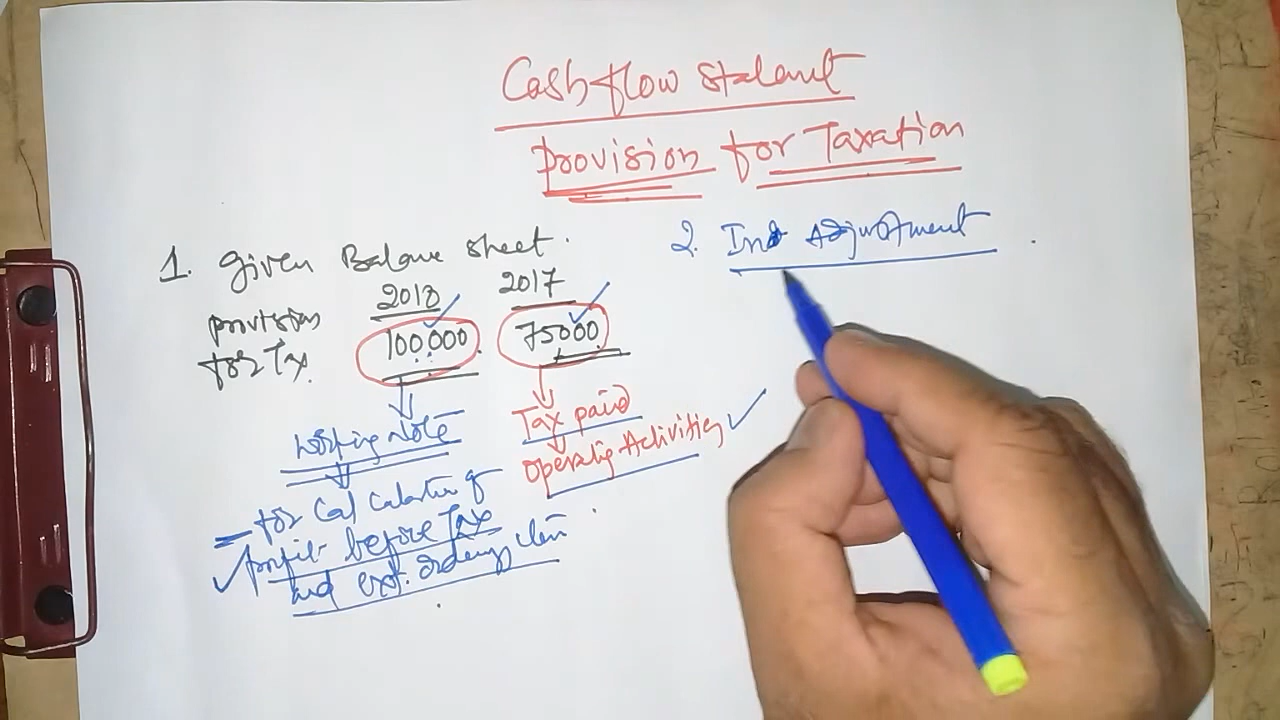 Cash flow Statement
Provision for Taxation
1. Given Balance Sheet.
2018 2017
provision for Tax. 100,000 75000
Working Note
for Calculation of
profit before Tax
and ext. ordinary item
Tax paid
Operating Activities
2. In Adjustment